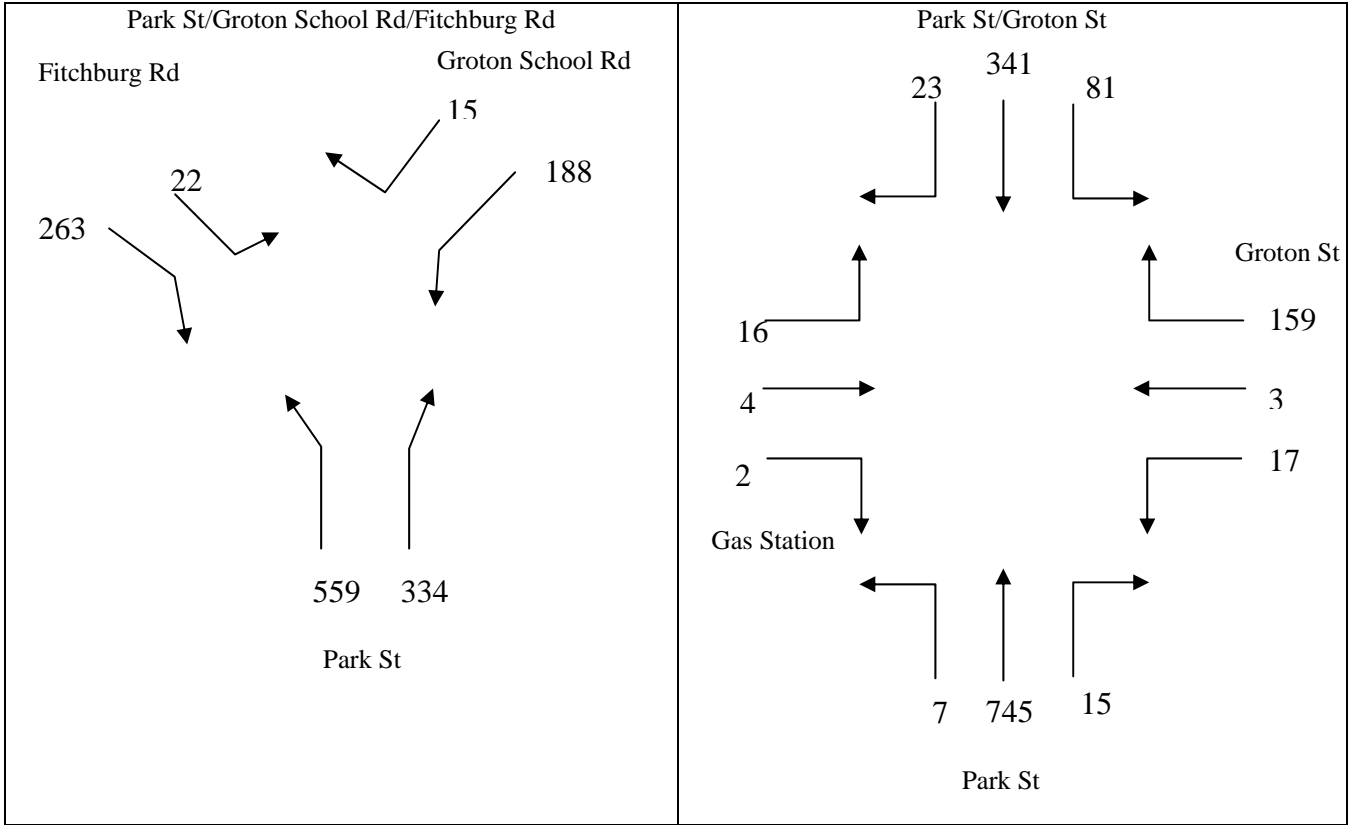 Park St/Groton School Rd/Fitchburg Rd
Fitchburg Rd
Groton School Rd
15
22
188
263
559 334
Park St
Park St/Groton St
23 341 81
Groton St
16
159
4
3
2
17
Gas Station
7 745 15
Park St